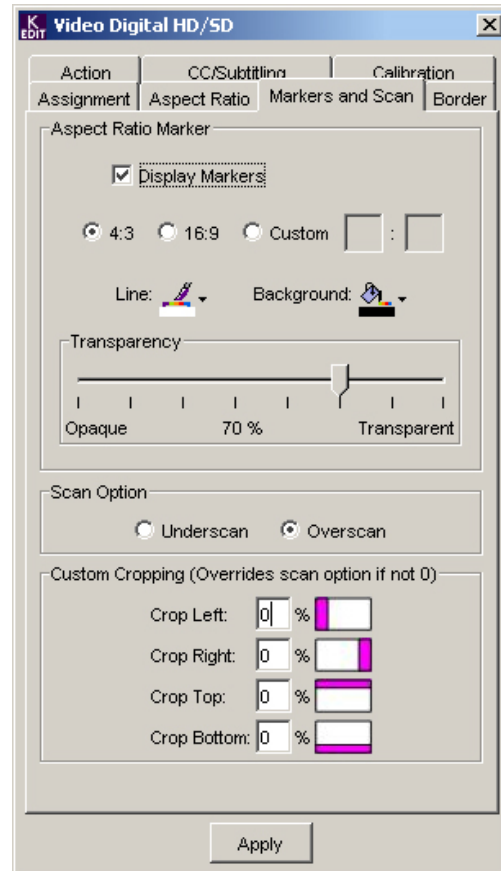 K EDIT Video Digital HD/SD
Action CC/Subtitling Calibration
Assignment Aspect Ratio Markers and Scan Border
Aspect Ratio Marker
Display Markers
4:3 16:9 Custom :
Line: Background:
Transparency
Opaque 70 % Transparent
Scan Option
Underscan Overscan
Custom Cropping (Overrides scan option if not 0)
Crop Left: 0 %
Crop Right: 0 %
Crop Top: 0 %
Crop Bottom: 0 %
Apply